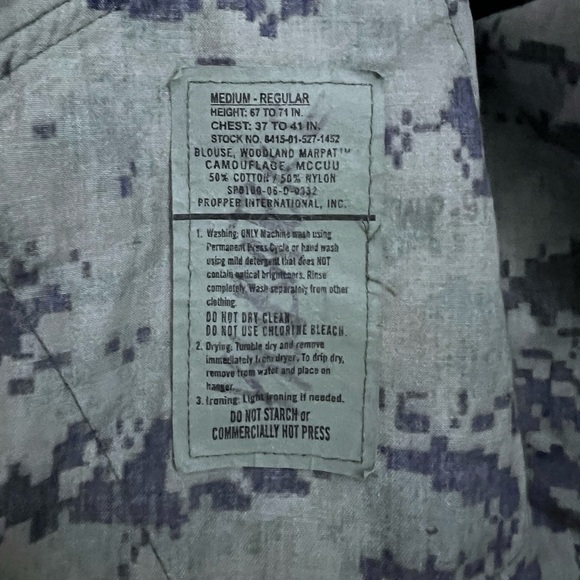 MEDIUM - REGULAR
HEIGHT: 67 TO 71 IN.
CHEST: 37 TO 41 IN.
STOCK NO. 8415-01-527-1452
BLOUSE, WOODLAND MARPAT™
CAMOUFLAGE, MCCUU
50% COTTON / 50% NYLON
SP0100-06-D-0332
PROPPER INTERNATIONAL, INC.
1. Washing: ONLY Machine wash using
Permanent Press Cycle or hand wash
using mild detergent that does NOT
contain optical brighteners. Rinse
completely. Wash separately from other
clothing.
DO NOT DRY CLEAN.
DO NOT USE CHLORINE BLEACH.
2. Drying: Tumble dry and remove
immediately from dryer. To drip dry,
remove from water and place on
hanger.
3. Ironing: Light ironing if needed.
DO NOT STARCH or
COMMERCIALLY HOT PRESS